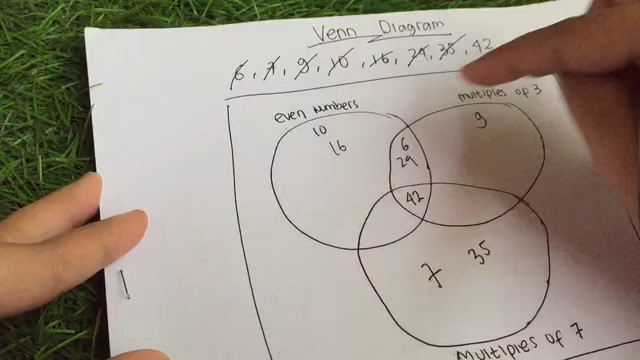 Venn Diagram
6, 7, 9, 10, 16, 24, 35, 42
even numbers
multiples of 3
10
16
6
24
9
42
7 35
Multiples of 7